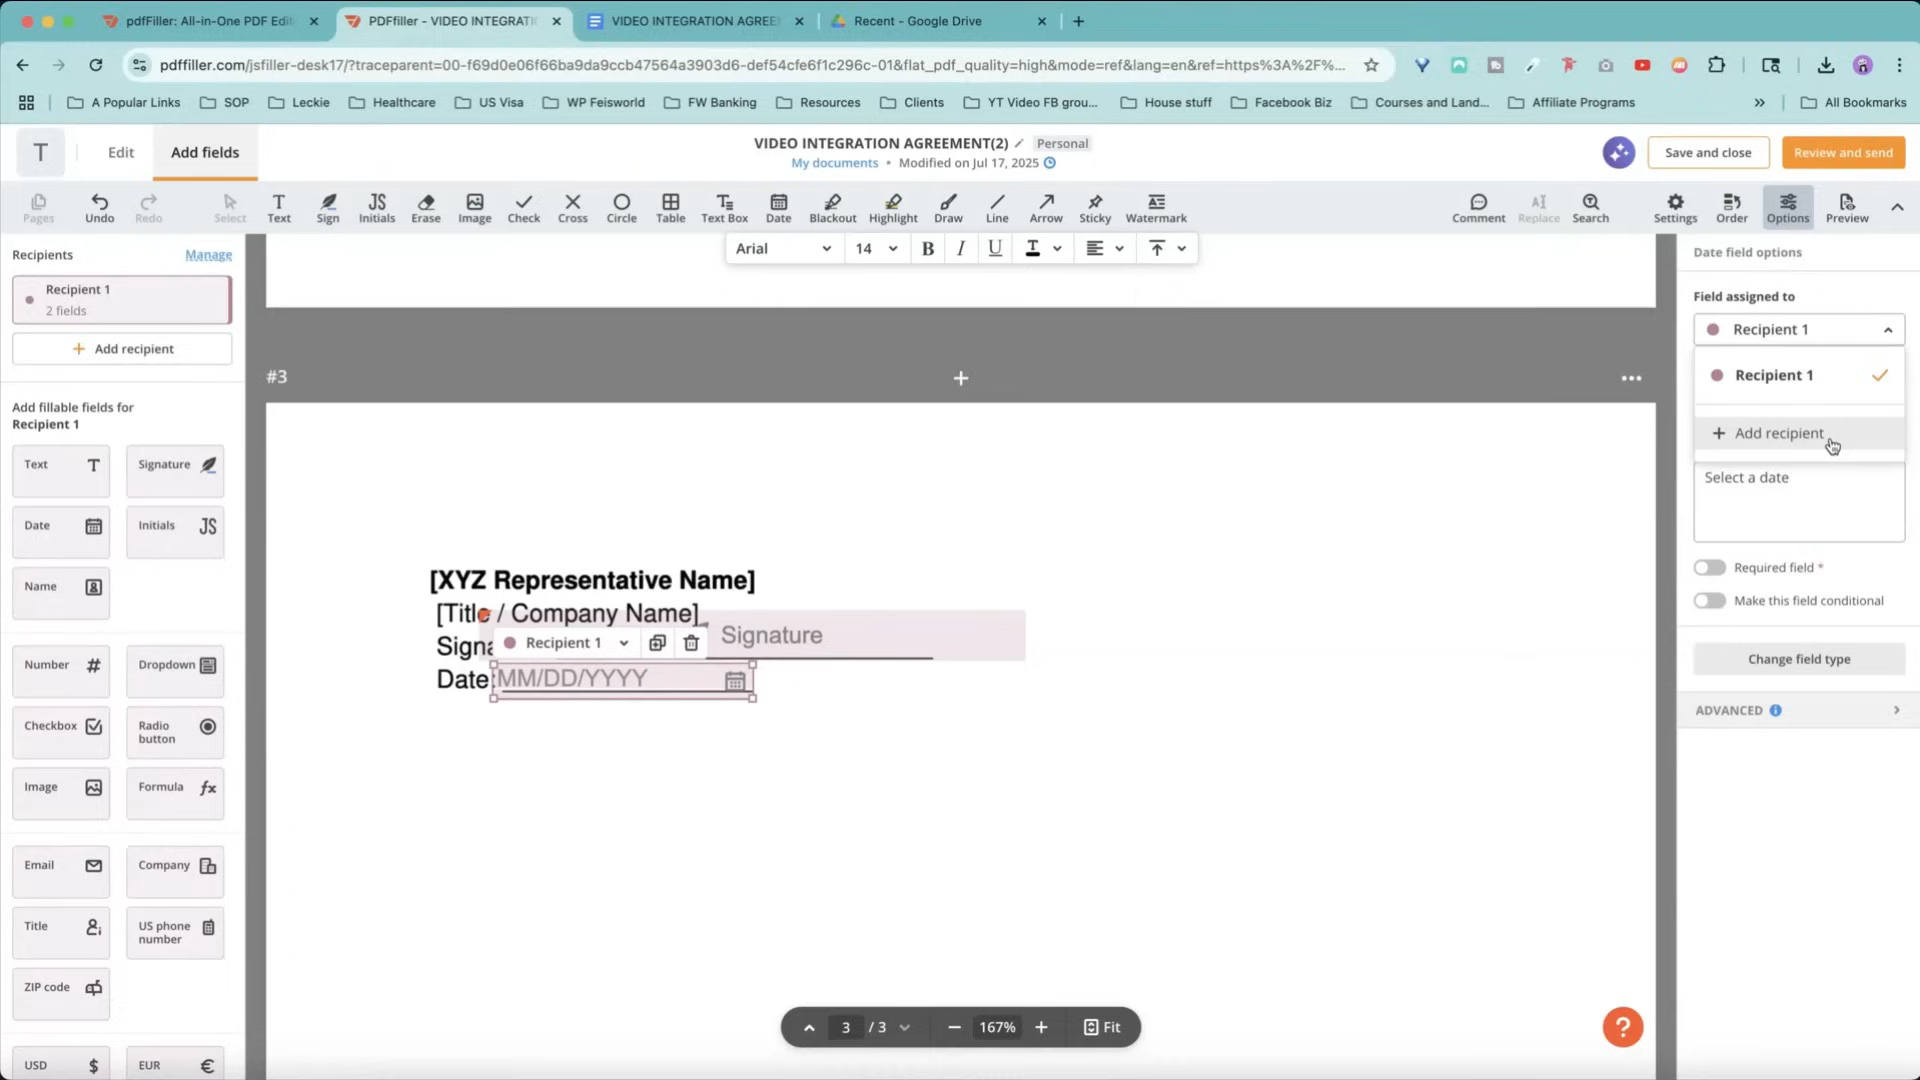 pdfFiller: All-in-One PDF Edit
PDFfiller - VIDEO INTEGRATI
VIDEO INTEGRATION AGREE
Recent - Google Drive
pdffiller.com/jsfiller-desk17/?traceparent=00-f69d0e06f66ba9da9ccb47564a3903d6-def54cfe6f1c296c-01&flat_pdf_quality=high&mode=ref&lang=en&ref=https%3A%2F%...
A Popular Links
SOP
Leckie
Healthcare
US Visa
WP Feisworld
FW Banking
Resources
Clients
YT Video FB grou...
House stuff
Facebook Biz
Courses and Land...
Affiliate Programs
»
All Bookmarks
T
Edit
Add fields
VIDEO INTEGRATION AGREEMENT(2)
Personal
My documents • Modified on Jul 17, 2025
Save and close
Review and send
Pages
Undo
Redo
Select
Text
Sign
Initials
Erase
Image
Check
Cross
Circle
Table
Text Box
Date
Blackout
Highlight
Draw
Line
Arrow
Sticky
Watermark
Comment
Replace
Search
Settings
Order
Options
Preview
Arial
14
B
I
U
T
Recipients
Manage
Recipient 1
2 fields
+ Add recipient
Add fillable fields for
Recipient 1
Text
Signature
Date
Initials
JS
Name
Number
#
Dropdown
Checkbox
Radio
button
Image
Formula
fx
Email
Company
Title
US phone
number
ZIP code
USD
$
EUR
€
#3
+
[XYZ Representative Name]
[Title / Company Name]
Signa
Recipient 1
Signature
Date:
MM/DD/YYYY
Date field options
Field assigned to
Recipient 1
Recipient 1
+ Add recipient
Select a date
Required field *
Make this field conditional
Change field type
ADVANCED
3 / 3
167%
Fit
?